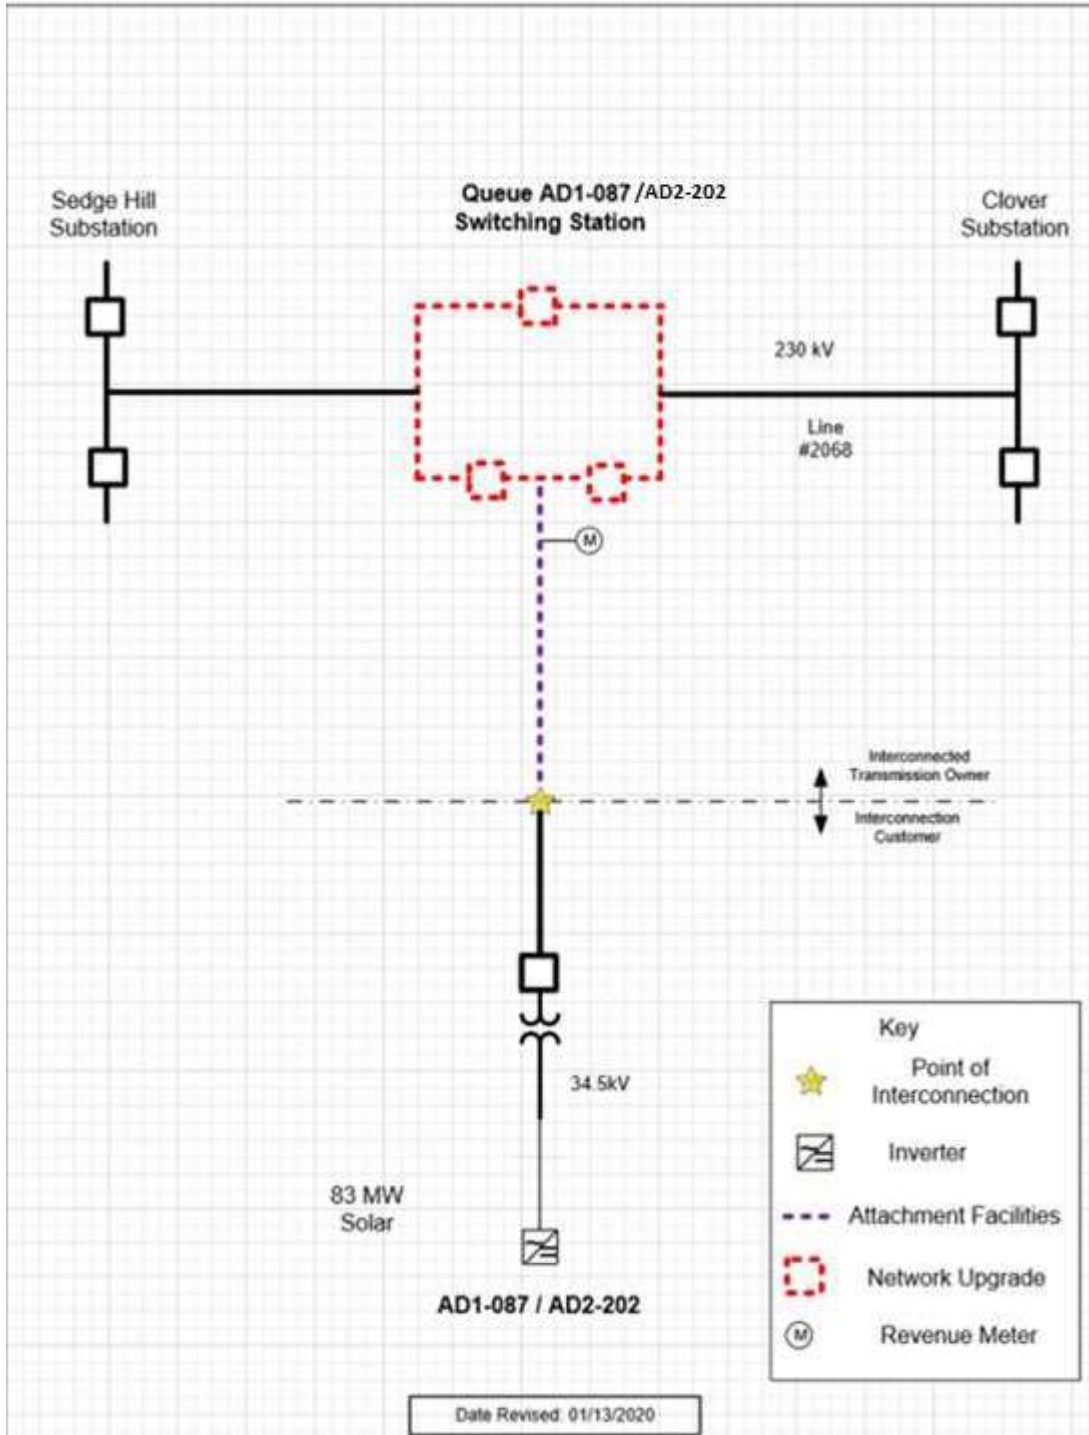 Sedge Hill
Substation
Queue AD1-087 /AD2-202
Switching Station
Clover
Substation
230 kV
Line
#2068
M
Interconnected
Transmission Owner
Interconnection
Customer
34.5kV
83 MW
Solar
AD1-087 / AD2-202
Key
Point of
Interconnection
Inverter
Attachment Facilities
Network Upgrade
M
Revenue Meter
Date Revised: 01/13/2020